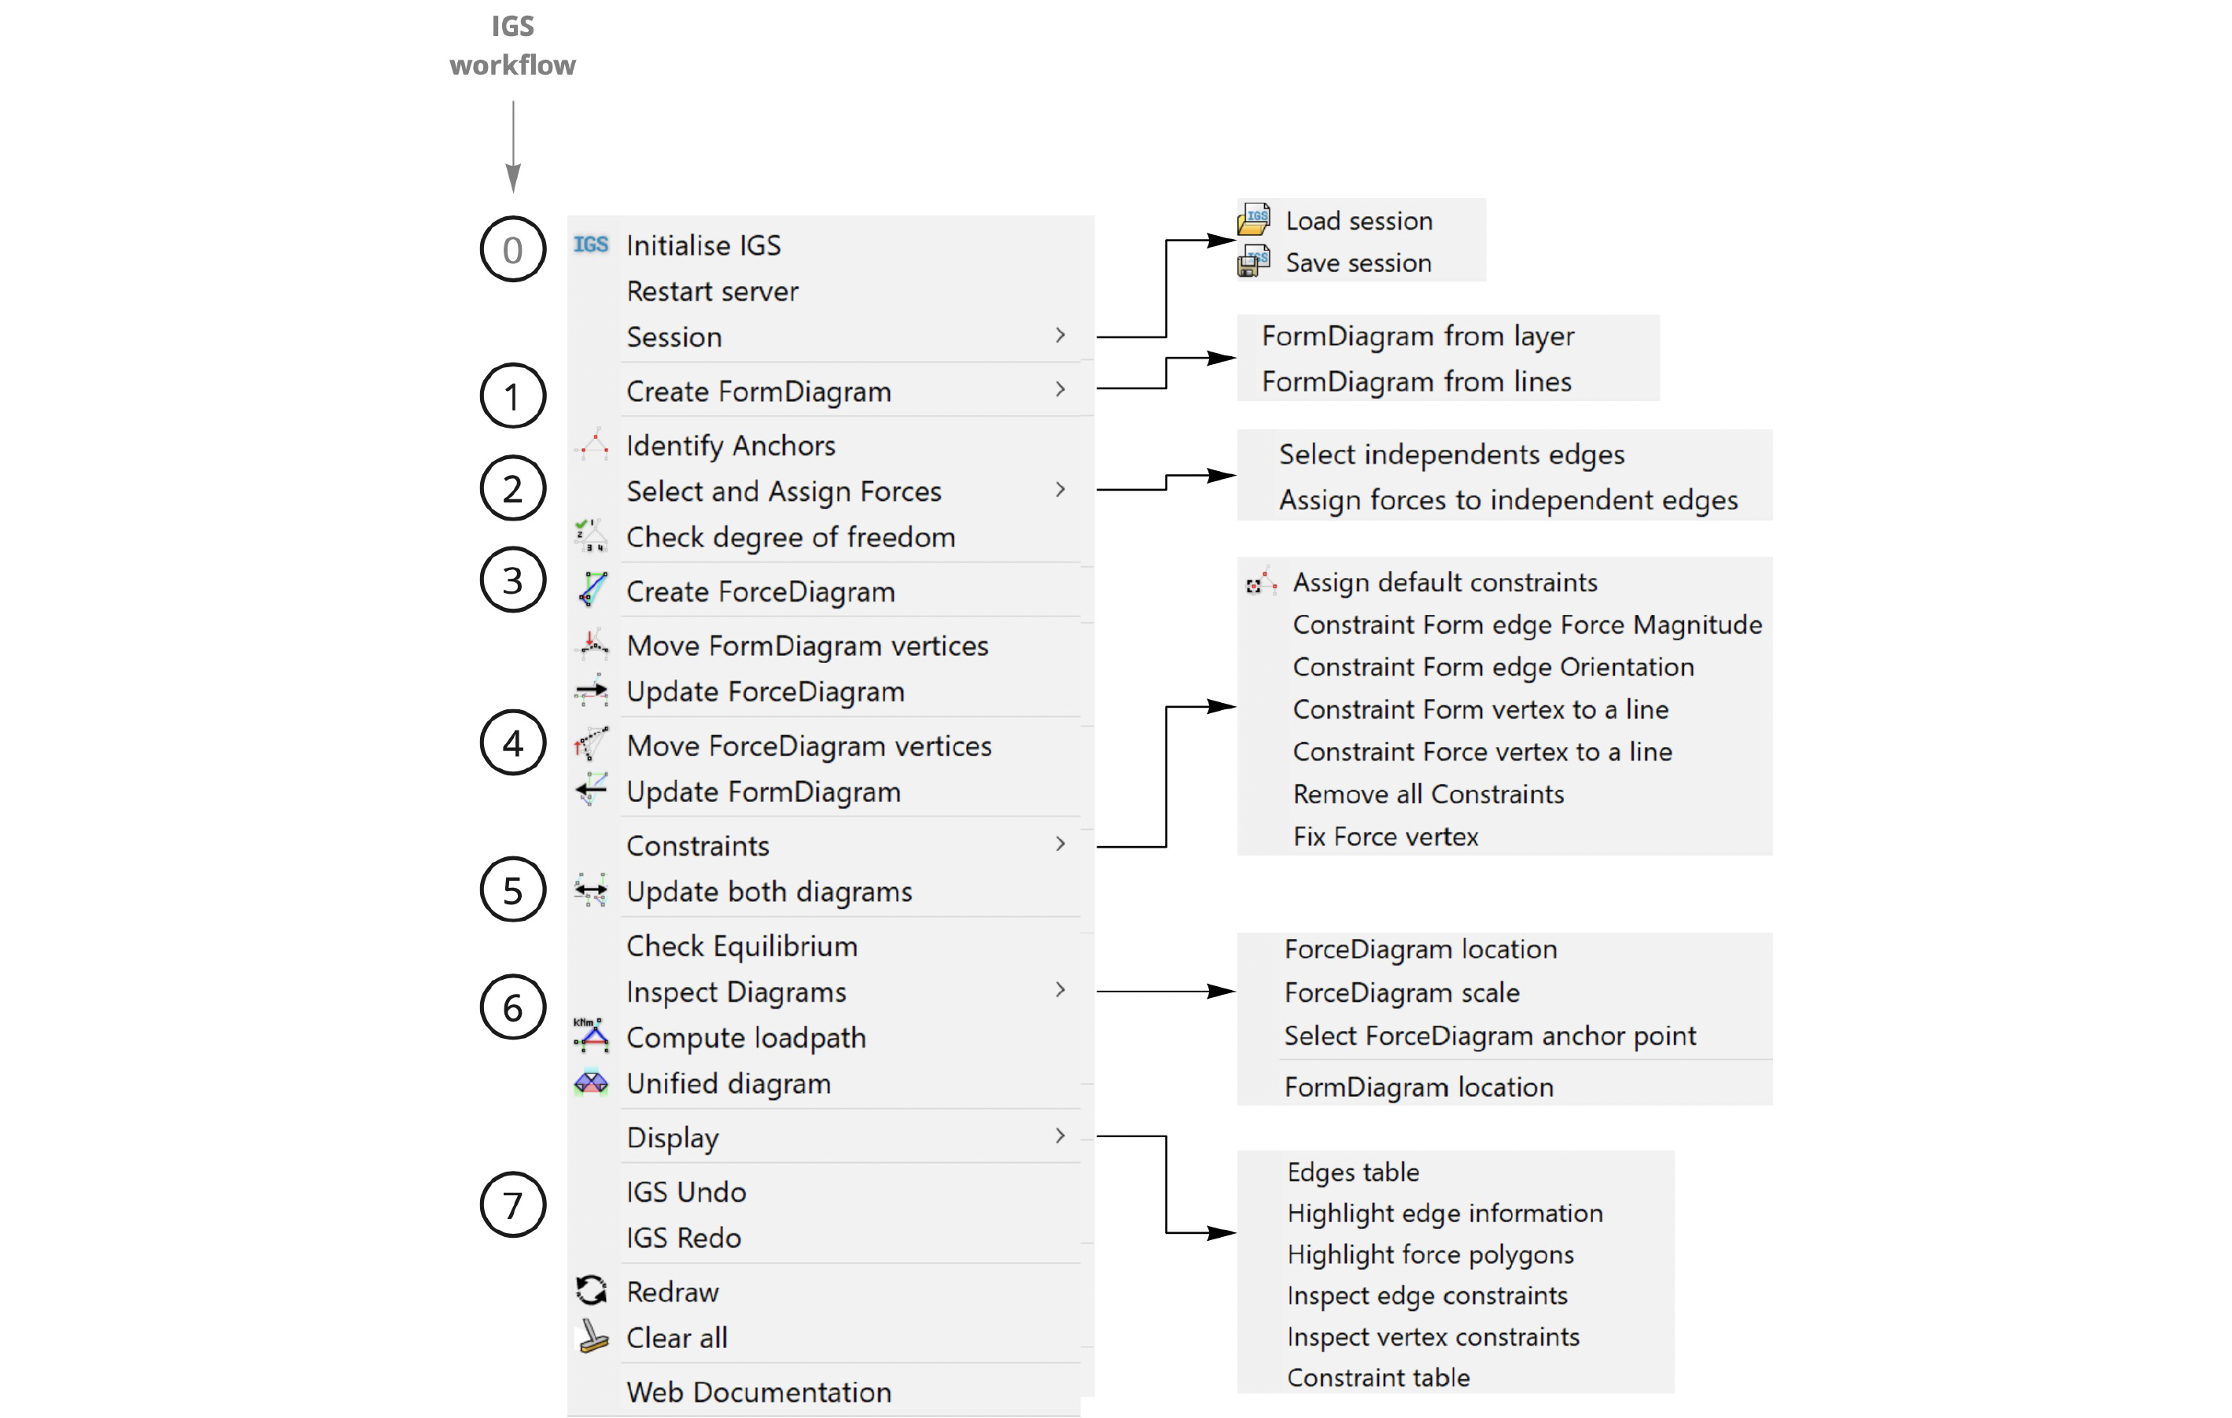 IGS
workflow
0
IGS Initialise IGS
Restart server
Session
Load session
Save session
1
Create FormDiagram
FormDiagram from layer
FormDiagram from lines
Identify Anchors
2
Select and Assign Forces
Select independents edges
Assign forces to independent edges
Check degree of freedom
3
Create ForceDiagram
Move FormDiagram vertices
Update ForceDiagram
4
Move ForceDiagram vertices
Update FormDiagram
Constraints
Assign default constraints
Constraint Form edge Force Magnitude
Constraint Form edge Orientation
Constraint Form vertex to a line
Constraint Force vertex to a line
Remove all Constraints
Fix Force vertex
5
Update both diagrams
Check Equilibrium
6
Inspect Diagrams
ForceDiagram location
ForceDiagram scale
Select ForceDiagram anchor point
FormDiagram location
kNm Compute loadpath
Unified diagram
Display
Edges table
Highlight edge information
Highlight force polygons
Inspect edge constraints
Inspect vertex constraints
Constraint table
7
IGS Undo
IGS Redo
Redraw
Clear all
Web Documentation